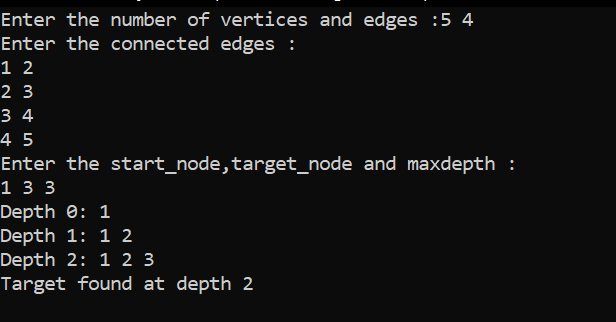 Enter the number of vertices and edges :5 4
Enter the connected edges :
1 2
2 3
3 4
4 5
Enter the start_node,target_node and maxdepth :
1 3 3
Depth 0: 1
Depth 1: 1 2
Depth 2: 1 2 3
Target found at depth 2